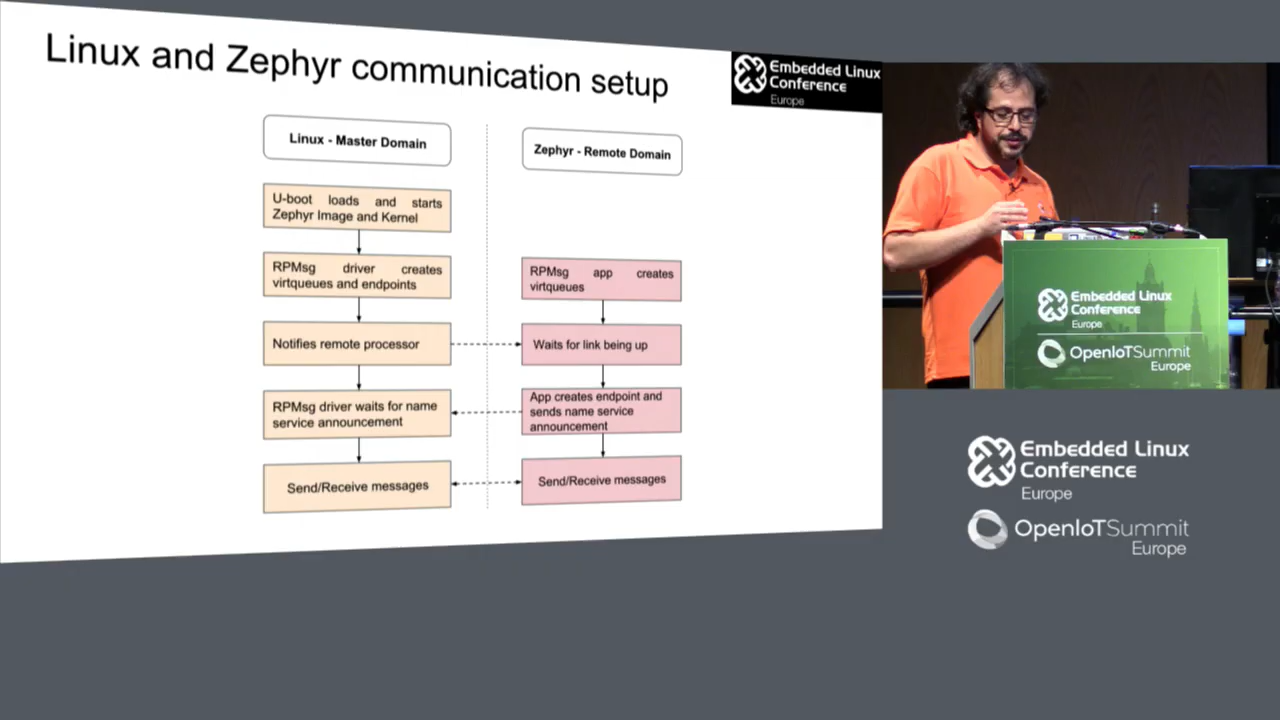 Linux and Zephyr communication setup
Embedded Linux
Conference
Europe
Linux - Master Domain
Zephyr - Remote Domain
U-boot loads and starts
Zephyr Image and Kernel
RPMsg driver creates
virtqueues and endpoints
RPMsg app creates
virtqueues
Notifies remote processor
Waits for link being up
RPMsg driver waits for name
service announcement
App creates endpoint and
sends name service
announcement
Send/Receive messages
Send/Receive messages
Embedded Linux
Conference
Europe
OpenIoTSummit
Europe
Embedded Linux
Conference
Europe
OpenIoTSummit
Europe